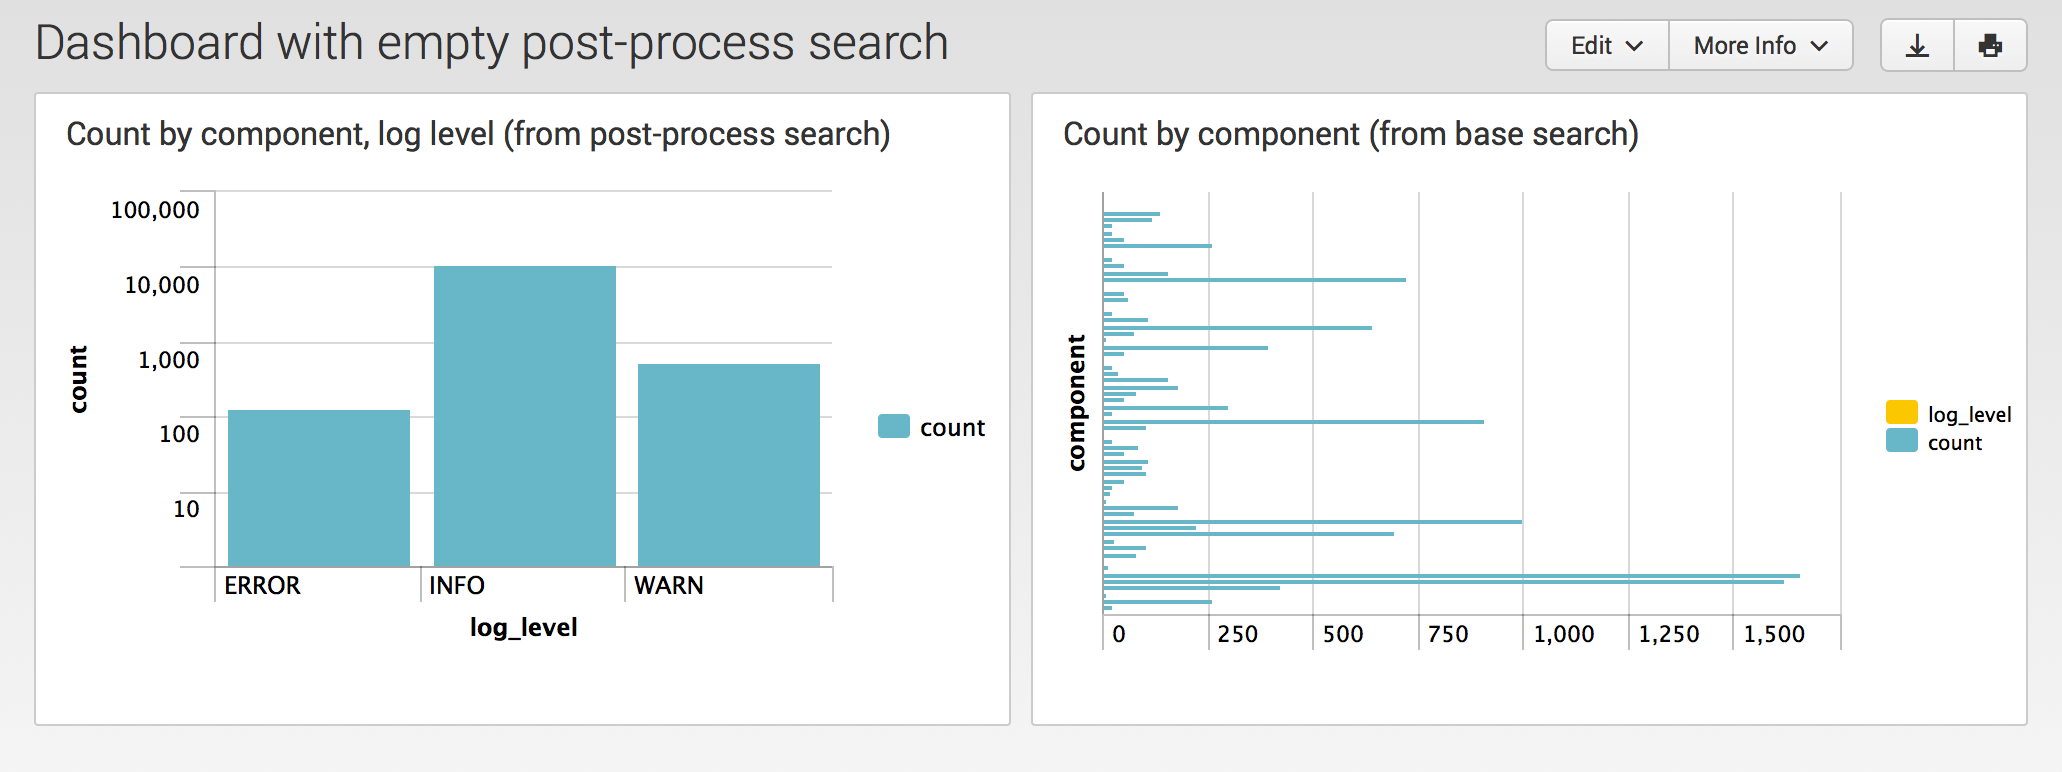 Dashboard with empty post-process search
Edit
More Info
Count by component, log level (from post-process search)
100,000
10,000
1,000
100
10
count
ERROR
INFO
WARN
log_level
count
Count by component (from base search)
component
0
250
500
750
1,000
1,250
1,500
log_level
count